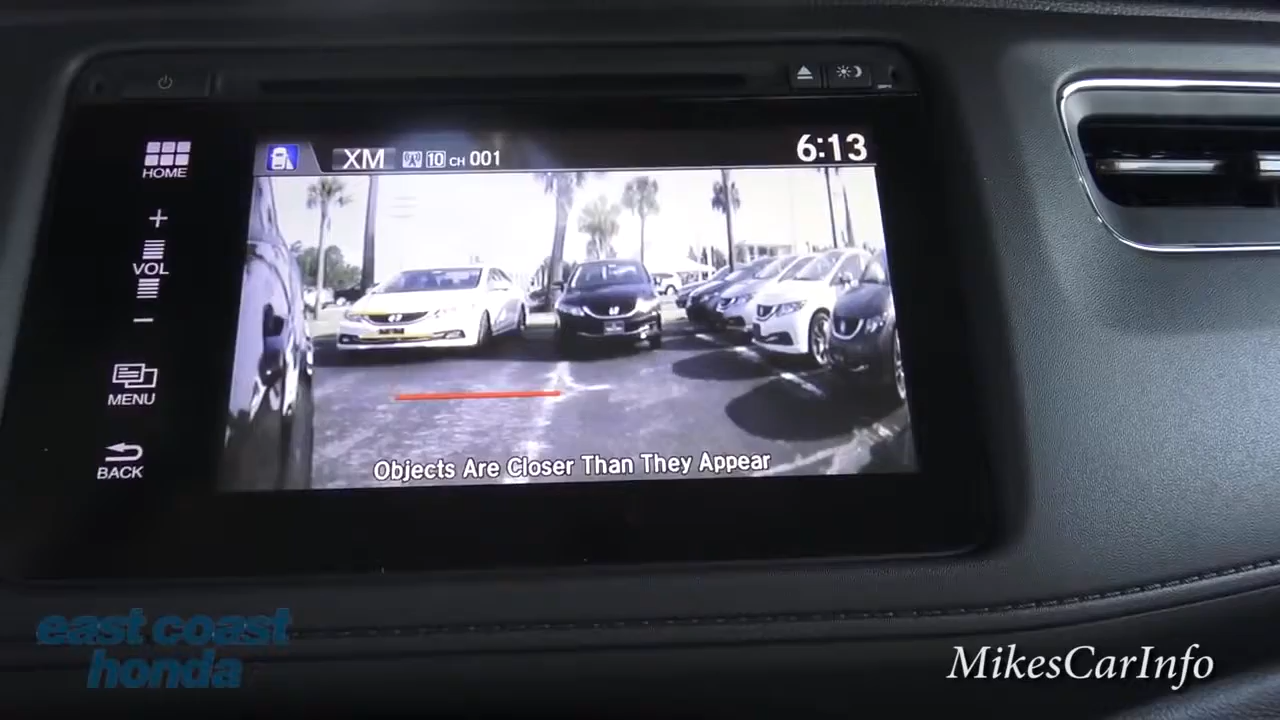 HOME
+
VOL
−
MENU
BACK
XM 10 CH 001
6:13
Objects Are Closer Than They Appear
east coast
honda
MikesCarInfo